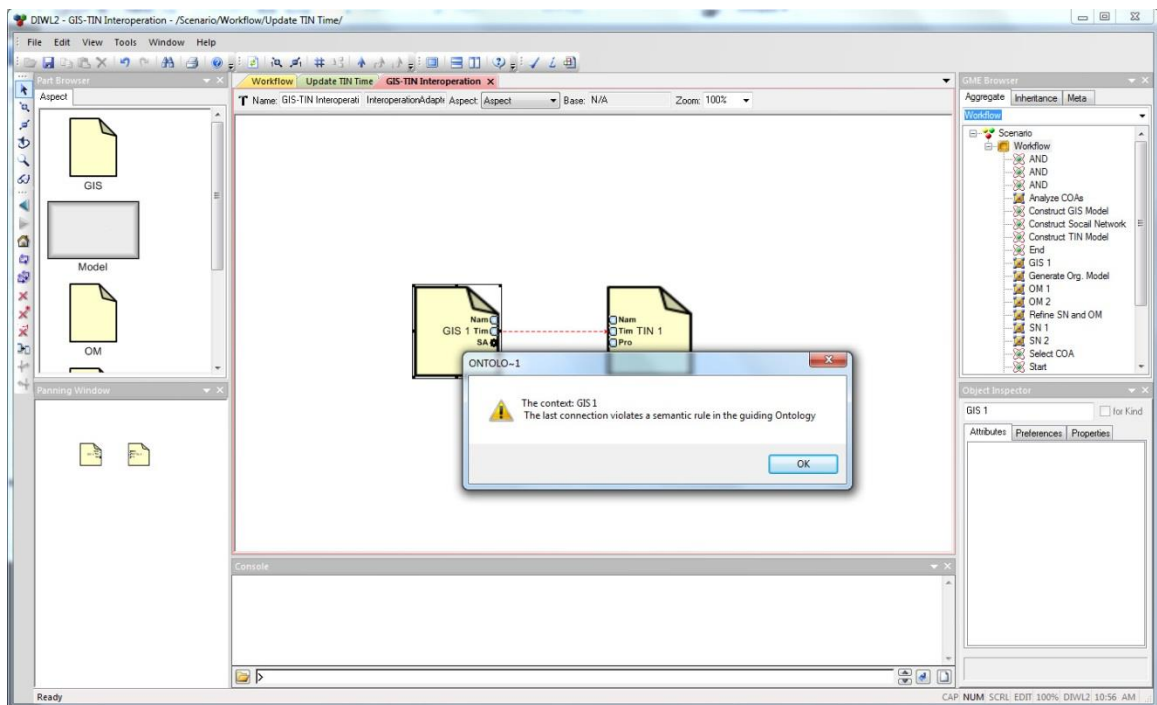 DIWL2 - GIS-TIN Interoperation - /Scenario/Workflow/Update TIN Time/
File Edit View Tools Window Help
Part Browser
Aspect
GIS
Model
OM
Panning Window
Workflow Update TIN Time GIS-TIN Interoperation X
Name: GIS-TIN Interoperati InteroperationAdapte Aspect: Aspect Base: N/A Zoom: 100%
GIS 1
Nam
Tim
SA
Nam
Tim TIN 1
Pro
ONTOLO~1
The context: GIS 1
The last connection violates a semantic rule in the guiding Ontology
OK
Console
GME Browser
Aggregate Inheritance Meta
Workflow
Scenario
Workflow
AND
AND
AND
Analyze COAs
Construct GIS Model
Construct Socail Network
Construct TIN Model
End
GIS 1
Generate Org. Model
OM 1
OM 2
Refine SN and OM
SN 1
SN 2
Select COA
Start
Object Inspector
GIS 1 for Kind
Attributes Preferences Properties
Ready
CAP NUM SCRL EDIT 100% DIWL2 10:56 AM